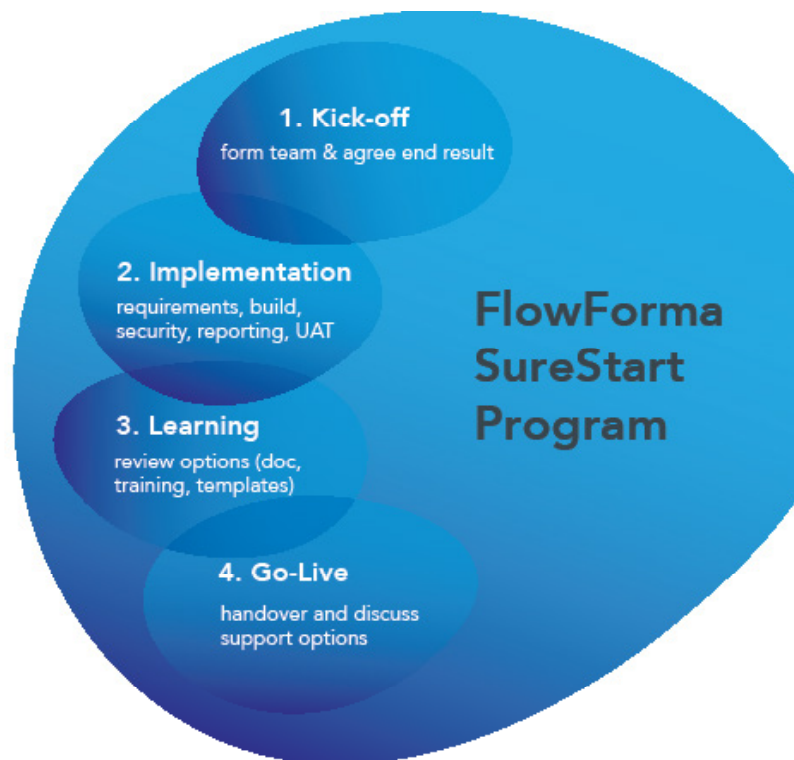 1. Kick-off
form team & agree end result
2. Implementation
requirements, build,
security, reporting, UAT
3. Learning
review options (doc,
training, templates)
4. Go-Live
handover and discuss
support options
FlowForma
SureStart
Program